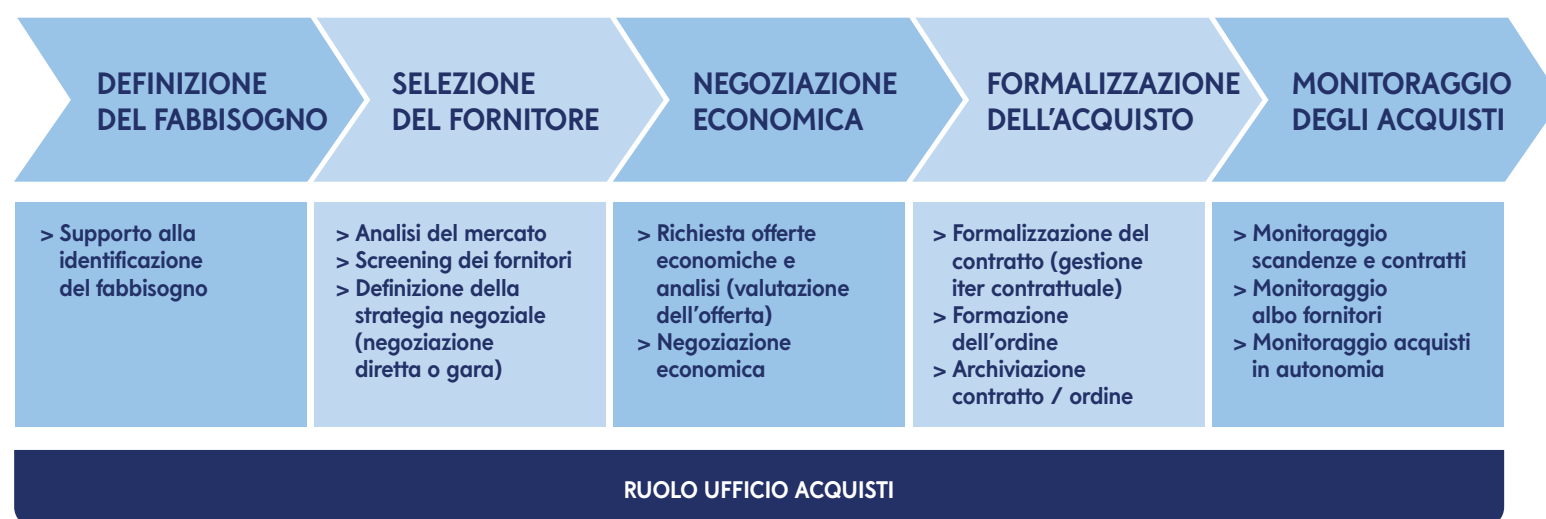 DEFINIZIONE
DEL FABBISOGNO
SELEZIONE
DEL FORNITORE
NEGOZIAZIONE
ECONOMICA
FORMALIZZAZIONE
DELL'ACQUISTO
MONITORAGGIO
DEGLI ACQUISTI
> Supporto alla
identificazione
del fabbisogno
> Analisi del mercato
> Screening dei fornitori
> Definizione della
strategia negoziale
(negoziazione
diretta o gara)
> Richiesta offerte
economiche e
analisi (valutazione
dell'offerta)
> Negoziazione
economica
> Formalizzazione del
contratto (gestione
iter contrattuale)
> Formazione
dell'ordine
> Archiviazione
contratto / ordine
> Monitoraggio
scandenze e contratti
> Monitoraggio
albo fornitori
> Monitoraggio acquisti
in autonomia
RUOLO UFFICIO ACQUISTI